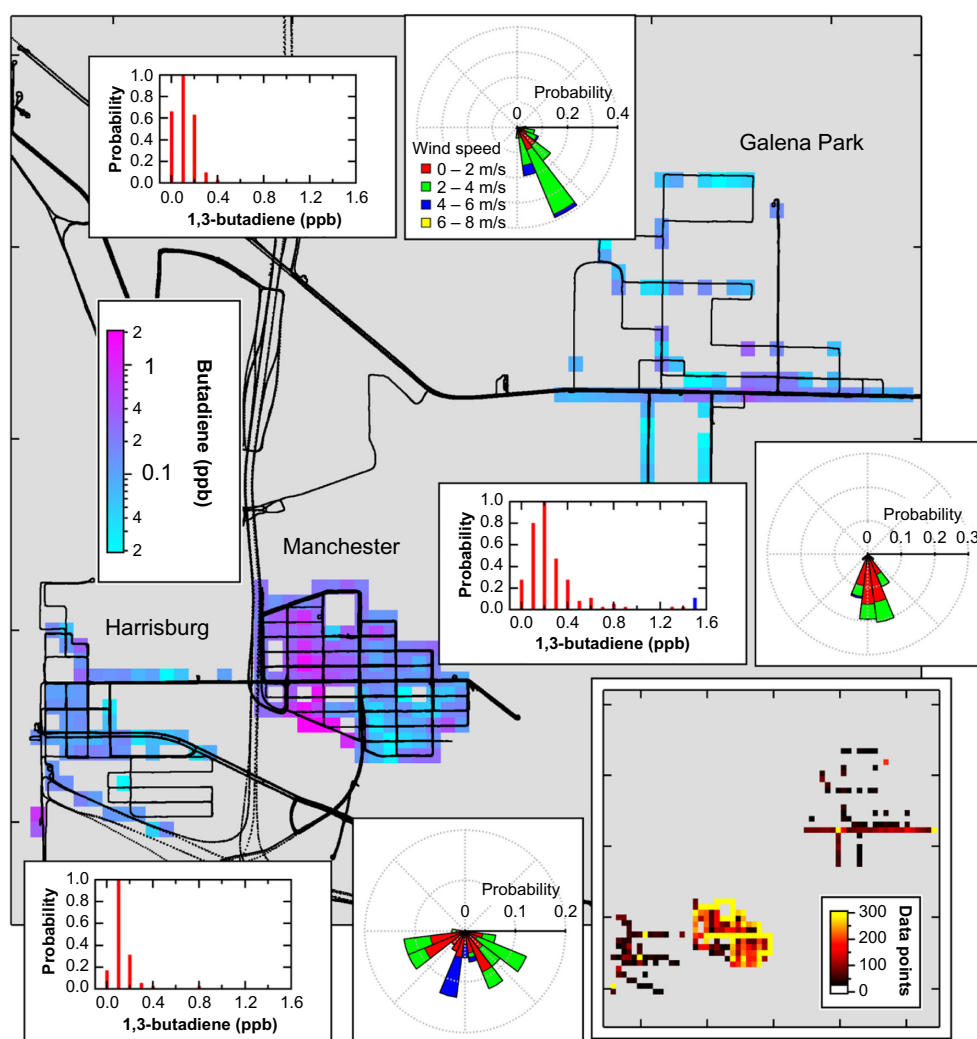 1.0
0.8
0.6
0.4
0.2
0.0
Probability
0.0 0.4 0.8 1.2 1.6
1,3-butadiene (ppb)
Probability
0 0.2 0.4
Wind speed
0 – 2 m/s
2 – 4 m/s
4 – 6 m/s
6 – 8 m/s
Galena Park
2
1
4
2
0.1
4
2
Butadiene (ppb)
Manchester
Harrisburg
1.0
0.8
0.6
0.4
0.2
0.0
Probability
0.0 0.4 0.8 1.2 1.6
1,3-butadiene (ppb)
Probability
0 0.1 0.2 0.3
1.0
0.8
0.6
0.4
0.2
0.0
Probability
0.0 0.4 0.8 1.2 1.6
1,3-butadiene (ppb)
Probability
0 0.1 0.2
300
200
100
0
Data points